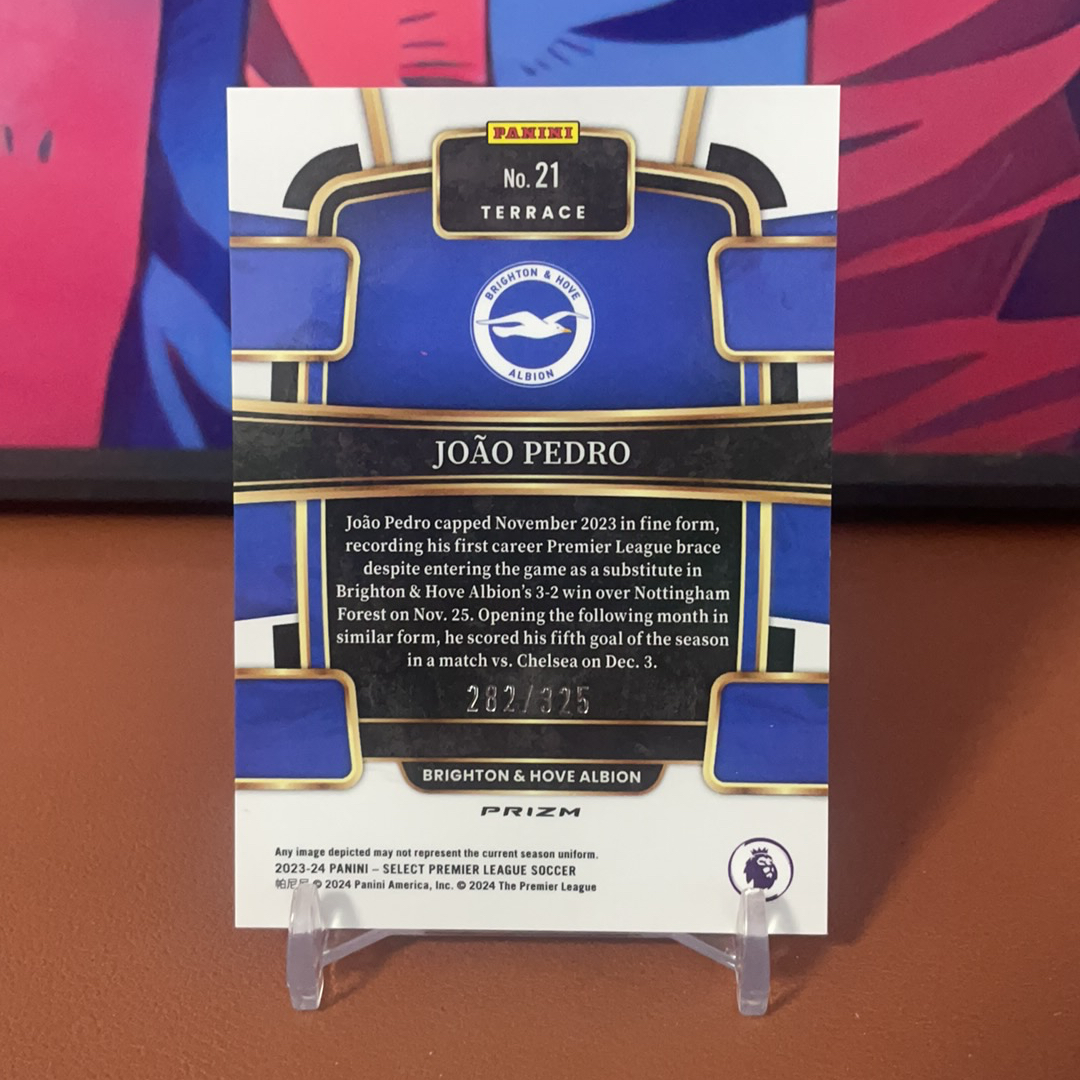 PANINI
No. 21
TERRACE
BRIGHTON & HOVE
ALBION
JOÃO PEDRO
João Pedro capped November 2023 in fine form,
recording his first career Premier League brace
despite entering the game as a substitute in
Brighton & Hove Albion's 3-2 win over Nottingham
Forest on Nov. 25. Opening the following month in
similar form, he scored his fifth goal of the season
in a match vs. Chelsea on Dec. 3.
282/325
BRIGHTON & HOVE ALBION
PRIZM
Any image depicted may not represent the current season uniform.
2023-24 PANINI – SELECT PREMIER LEAGUE SOCCER
帕尼尼 © 2024 Panini America, Inc. © 2024 The Premier League